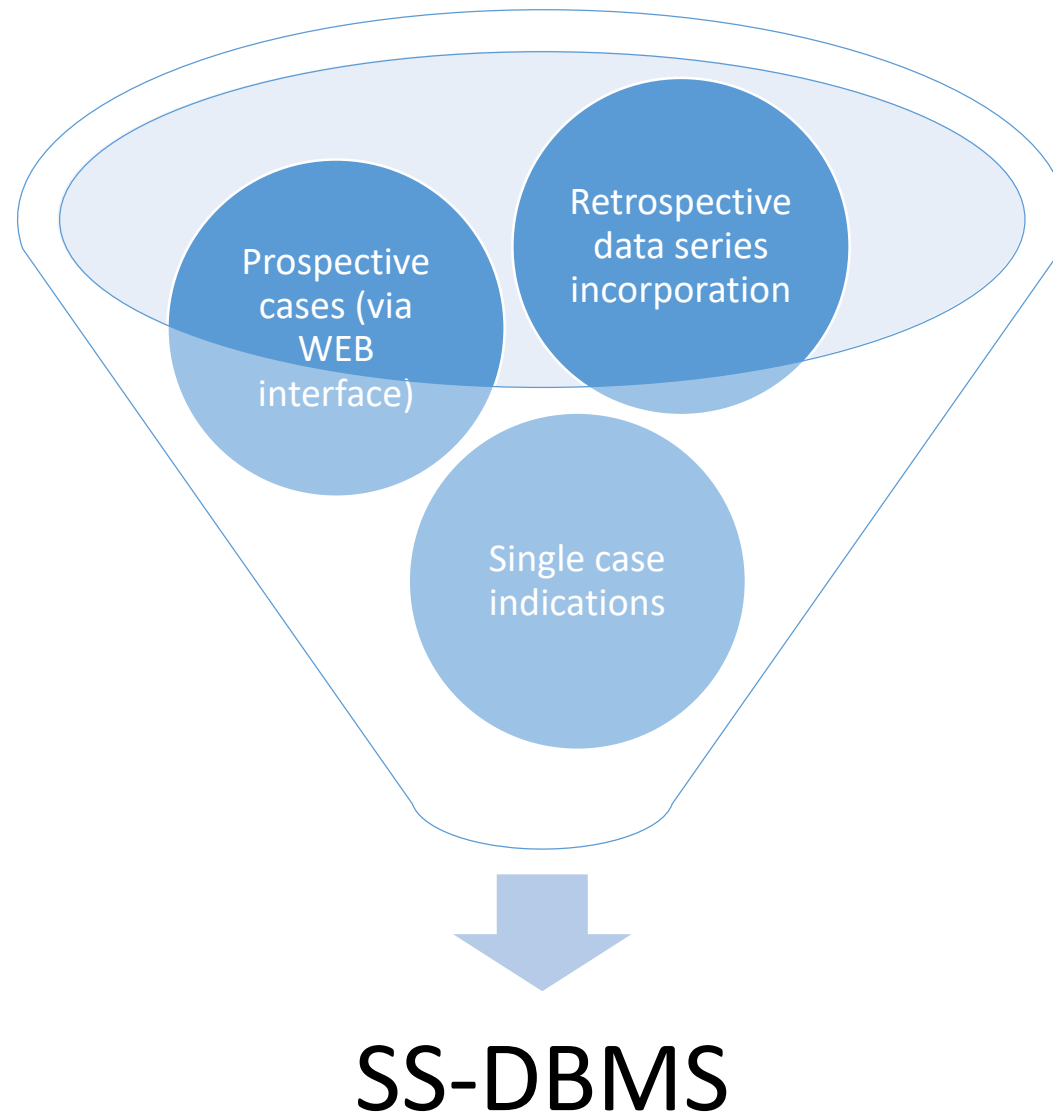 Prospective
cases (via
WEB
interface)
Retrospective
data series
incorporation
Single case
indications
SS-DBMS